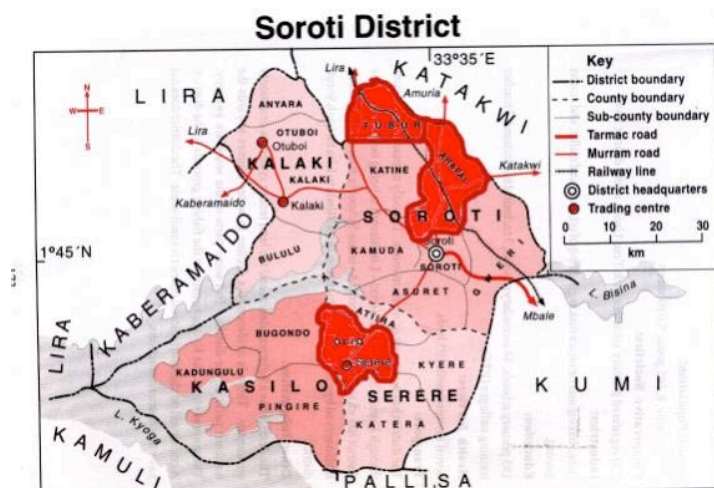 Soroti District
33°35'E
Key
District boundary
County boundary
Sub-county boundary
Tarmac road
Murram road
Railway line
District headquarters
Trading centre
0 10 20 30
km
N
W E
S
LIRA
KATAKWI
Lira
Amuria
ANYARA
TUBUR
OTUBOI
Otuboi
Lira
KALAKI
KALAKI
KATINE
ARAPAI
Katakwi
Kaberamaido
Kalaki
SOROTI
1°45'N
BULULU
KAMUDA
Soroti
SOROTI
GWERI
KABERAMAIDO
ASURET
L. Bisina
ATIIRA
Mbale
LIRA
BUGONDO
KADUNGULU
KYERE
KASILO
SERERE
KUMI
PINGIRE
KATERA
L. Kyoga
KAMULI
PALLISA